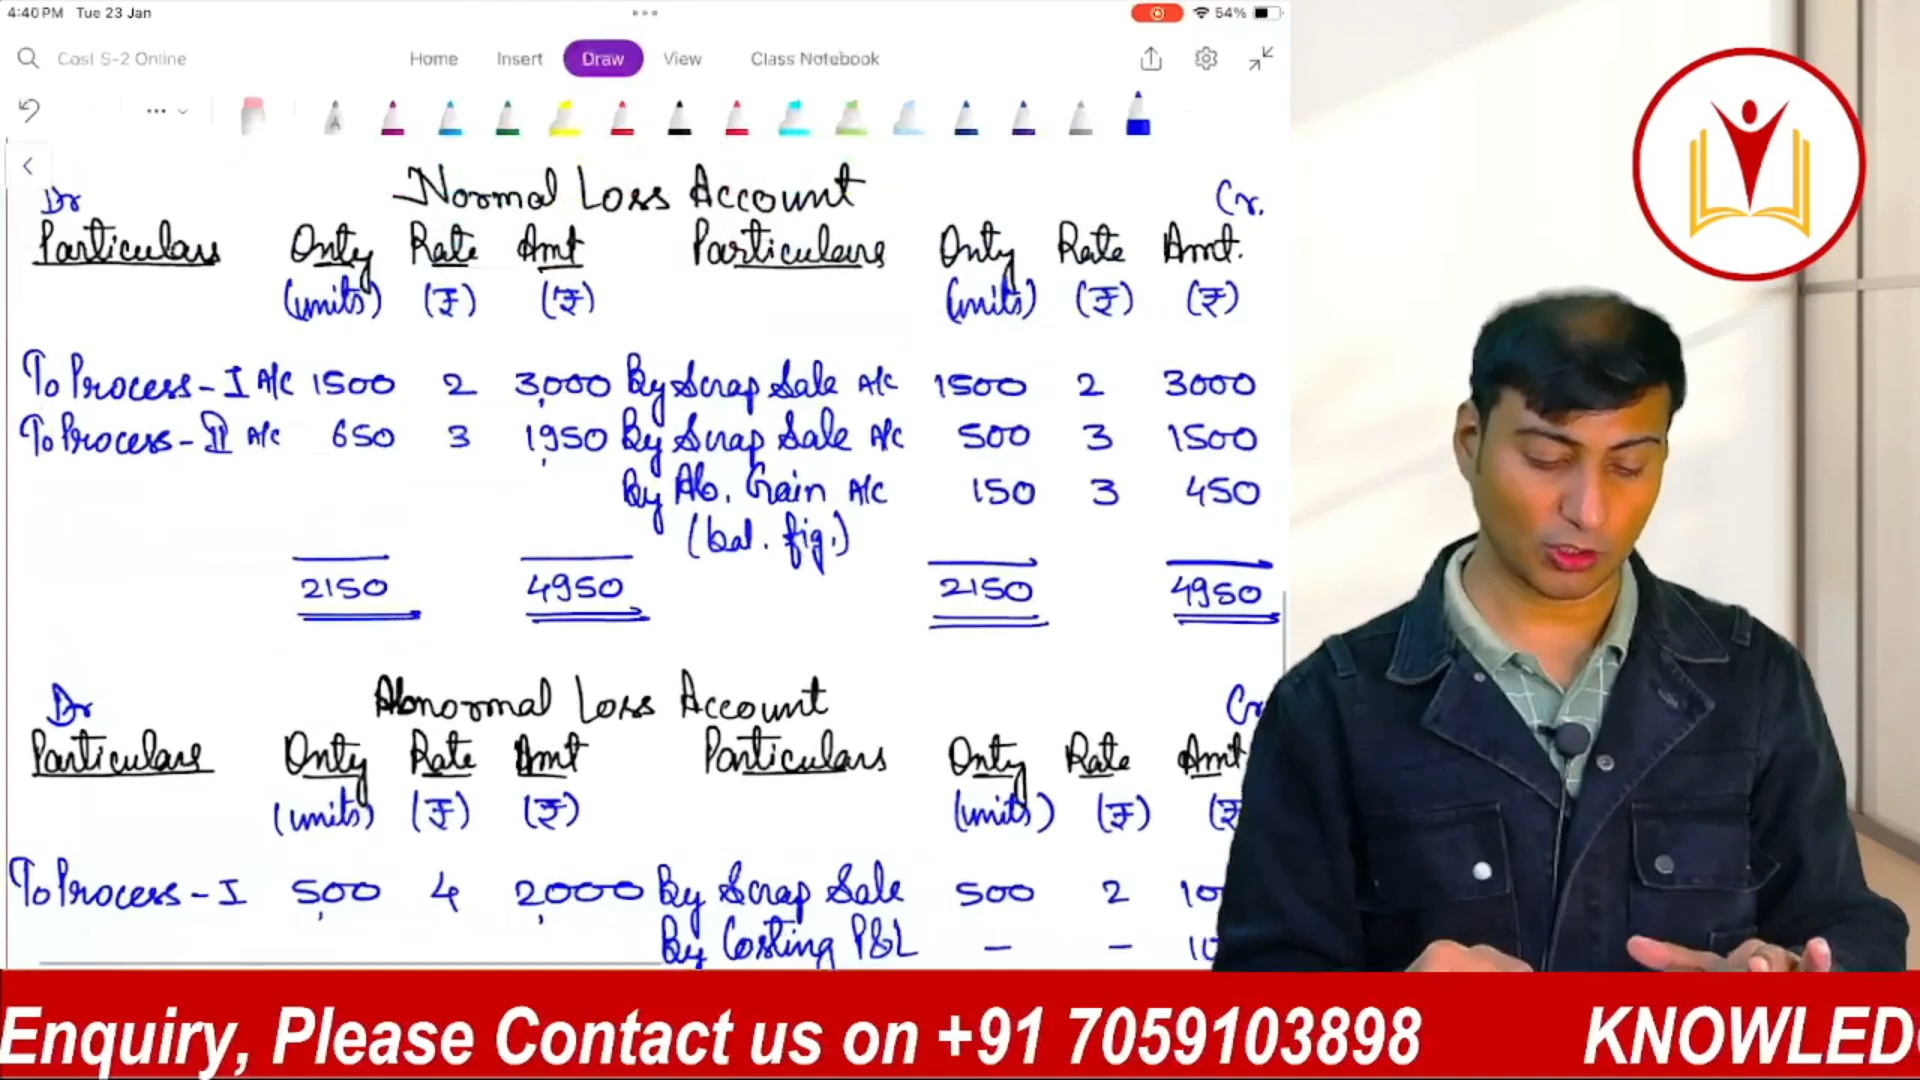 4:40 PM Tue 23 Jan
54%
Cost S-2 Online
Home Insert Draw View Class Notebook
A
Normal Loss Account
Dr Cr.
Particulars Qnty Rate Amt Particulars Qnty Rate Amt.
(units) (₹) (₹) (units) (₹) (₹)
To Process - I A/c 1500 2 3,000 By Scrap Sale A/c 1500 2 3000
To Process - II A/c 650 3 1,950 By Scrap Sale A/c 500 3 1500
By Ab. Gain A/c 150 3 450
(bal. fig.)
2150 4950 2150 4950
Abnormal Loss Account
Dr Cr
Particulars Qnty Rate Amt Particulars Qnty Rate Amt
(units) (₹) (₹) (units) (₹) (₹
To Process - I 500 4 2,000 By Scrap Sale 500 2 10
By Costing P&L — — 10
Enquiry, Please Contact us on +91 7059103898 KNOWLED